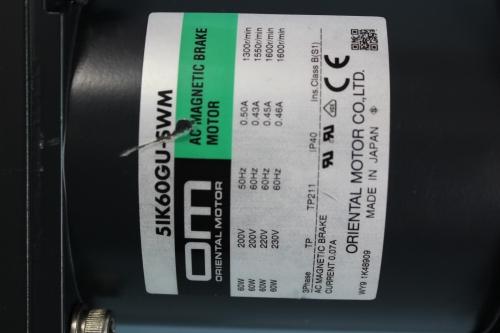 5IK60GU-SWM
OM
ORIENTAL MOTOR
AC MAGNETIC BRAKE
MOTOR
60W 200V 50Hz 0.50A 1300r/min
60W 200V 60Hz 0.43A 1550r/min
60W 220V 60Hz 0.45A 1600r/min
60W 230V 60Hz 0.46A 1600r/min
3Phase TP TP211 IP40 Ins.Class B(S1)
AC MAGNETIC BRAKE
CURRENT 0.07A
CE
ORIENTAL MOTOR CO.,LTD.
MADE IN JAPAN
WY9 1K48909